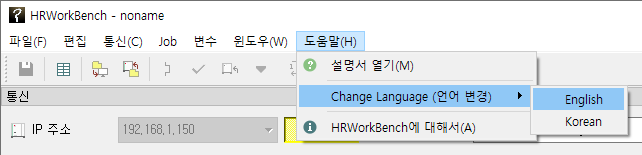 HRWorkBench - noname
파일(F) 편집 통신(C) Job 변수 윈도우(W) 도움말(H)
설명서 열기(M)
통신
Change Language (언어 변경)
English
IP 주소 192,168,1,150
Korean
HRWorkBench에 대해서(A)